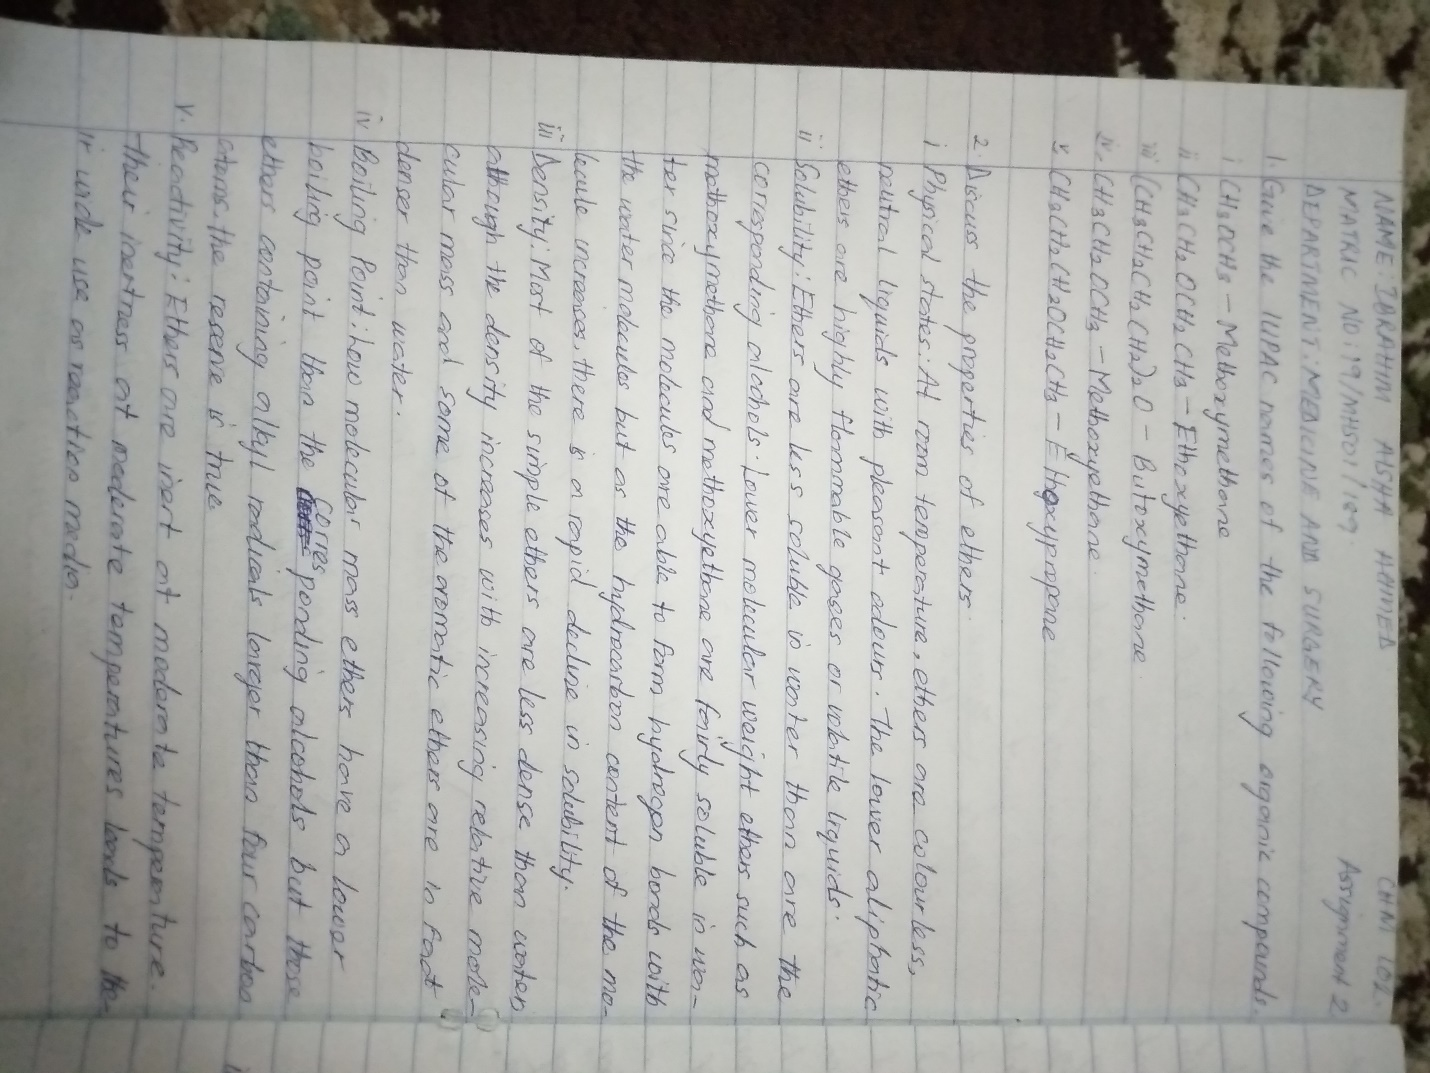 NAME: IBRAHIM AISHA AHMED CHM 102.
MATRIC NO: 19/MHS01/189. Assignment 2
DEPARTMENT: MEDICINE AND SURGERY
1. Give the IUPAC names of the following organic compounds.
i CH3OCH3 - Methoxymethane
ii CH3CH2OCH2CH3 - Ethoxyethane.
iii (CH3CH2CH2CH2)2O - Butoxymethane
iv. CH3CH2OCH3 - Methoxyethane.
v. CH3CH2CH2OCH2CH3 - Ethoxypropane
2. Discuss the properties of ethers.
i Physical states: At room temperature, ethers are colourless,
neutral liquids with pleasant odours. The lower aliphatic
ethers are highly flammable gases or volatile liquids.
ii Solubility: Ethers are less soluble in water than are the
corresponding alcohols. Lower molecular weight ethers such as
methoxymethane and methoxyethane are fairly soluble in wa-
ter since the molecules are able to form hydrogen bonds with
the water molecules but as the hydrocarbon content of the mo-
lecule increases, there is a rapid decline in solubility.
iii Density: Most of the simple ethers are less dense than water
although the density increases with increasing relative mole-
cular mass and some of the aromatic ethers are in fact
denser than water.
iv Boiling Point: Low molecular mass ethers have a lower
boiling point than the corresponding alcohols but those
ethers containing alkyl radicals larger than four carbon
atoms, the reserve is true
v. Reactivity: Ethers are inert at moderate temperature.
Their inertness at moderate temperatures leads to the
ir wide use as reaction media.